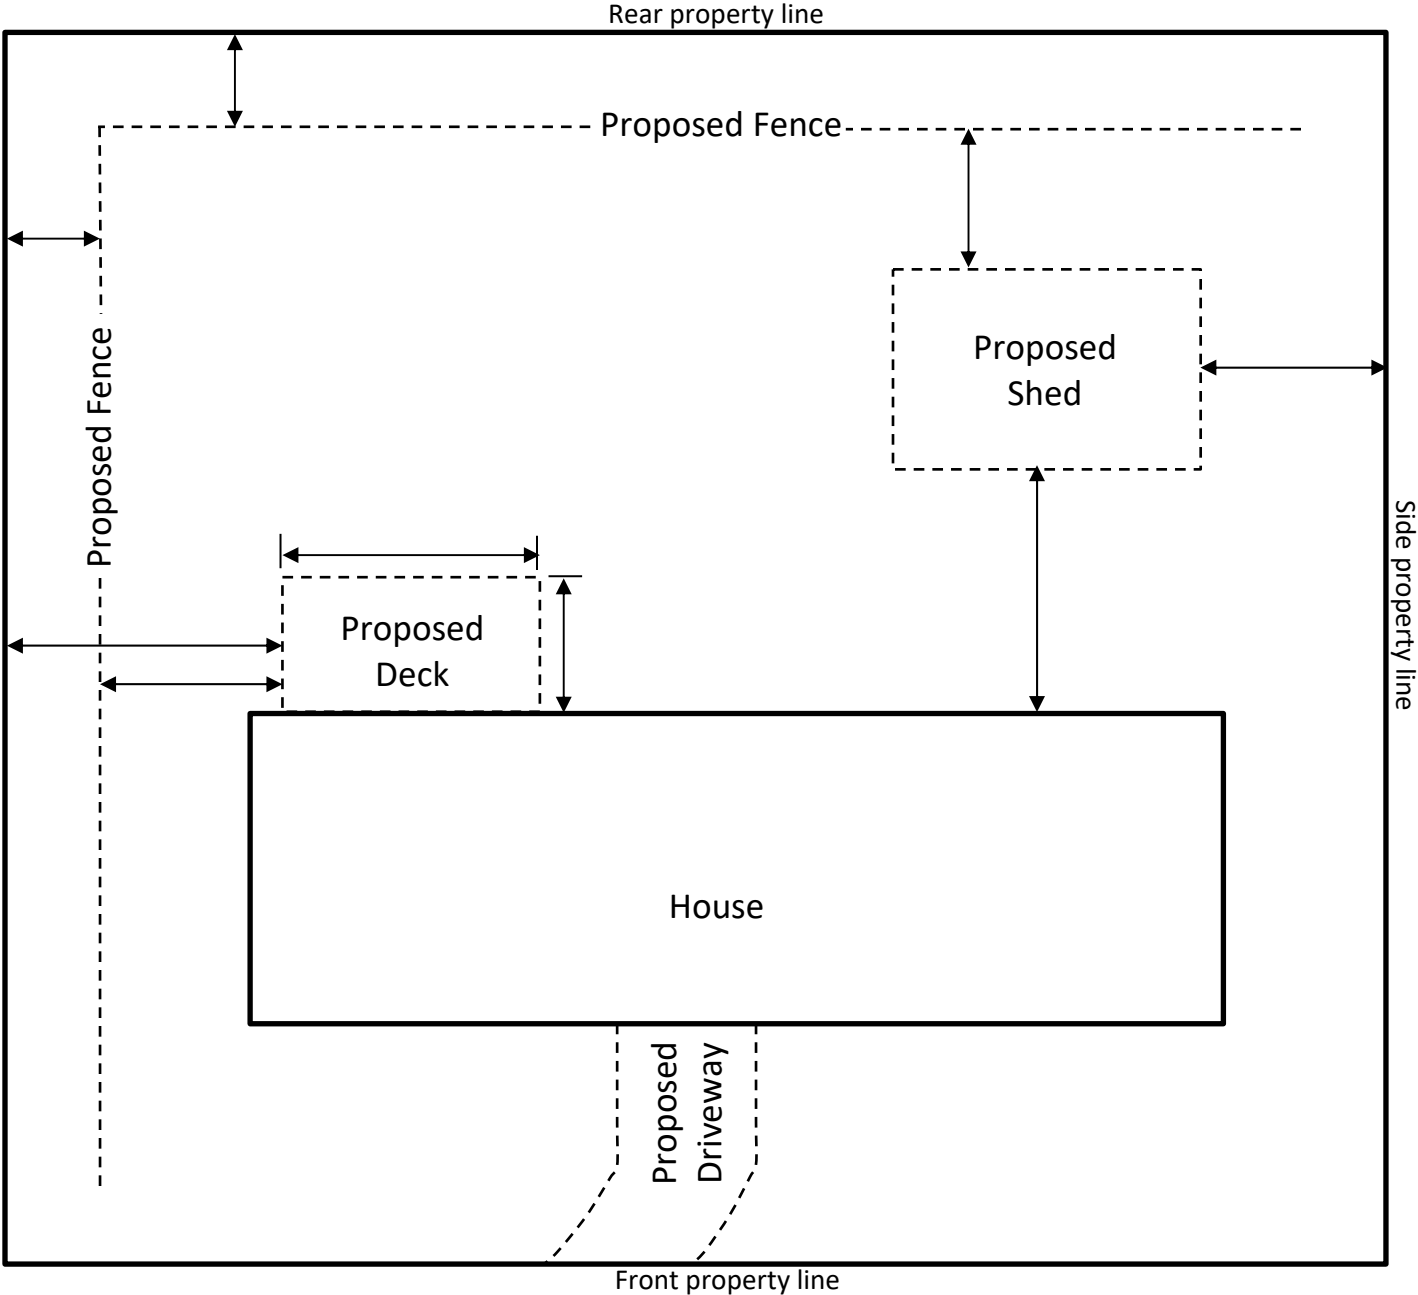 Rear property line
Proposed Fence
Proposed Fence
Proposed
Shed
Side property line
Proposed
Deck
House
Proposed
Driveway
Front property line